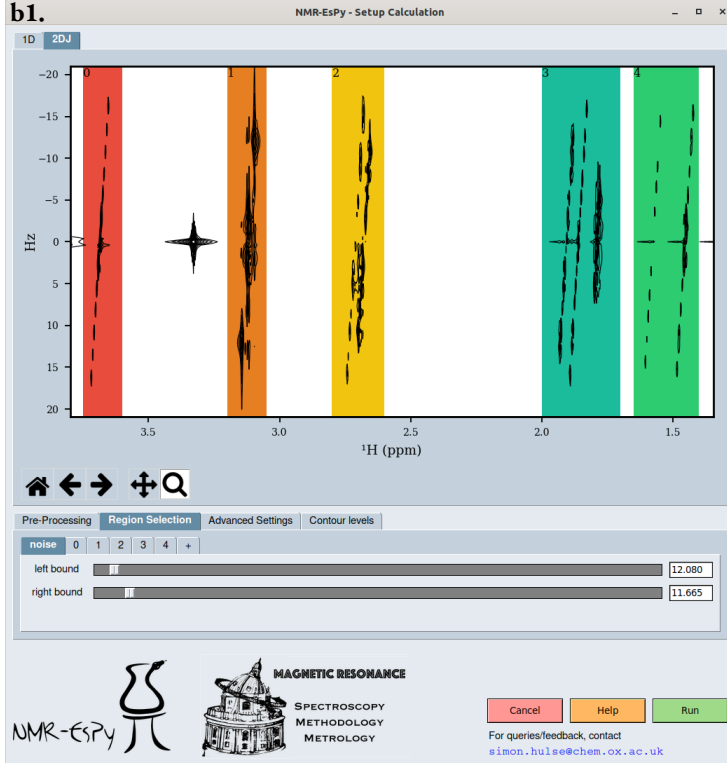 b1.
NMR-EsPy - Setup Calculation
1D 2DJ
0 1 2 3 4
−20
−15
−10
−5
0
5
10
15
20
Hz
3.5 3.0 2.5 2.0 1.5
¹H (ppm)
Pre-Processing Region Selection Advanced Settings Contour levels
noise 0 1 2 3 4 +
left bound 12.080
right bound 11.665
NMR-EsPy
MAGNETIC RESONANCE
SPECTROSCOPY
METHODOLOGY
METROLOGY
Cancel Help Run
For queries/feedback, contact
simon.hulse@chem.ox.ac.uk